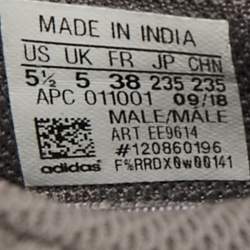 MADE IN INDIA
US UK FR JP CHN
5½ 5 38 235 235
APC 011001 09/18
MALE/MALE
ART EE9614
#120860196
adidas F%RRDX0w00141